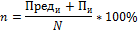 n = (Пред_и + П_и) / N * 100%